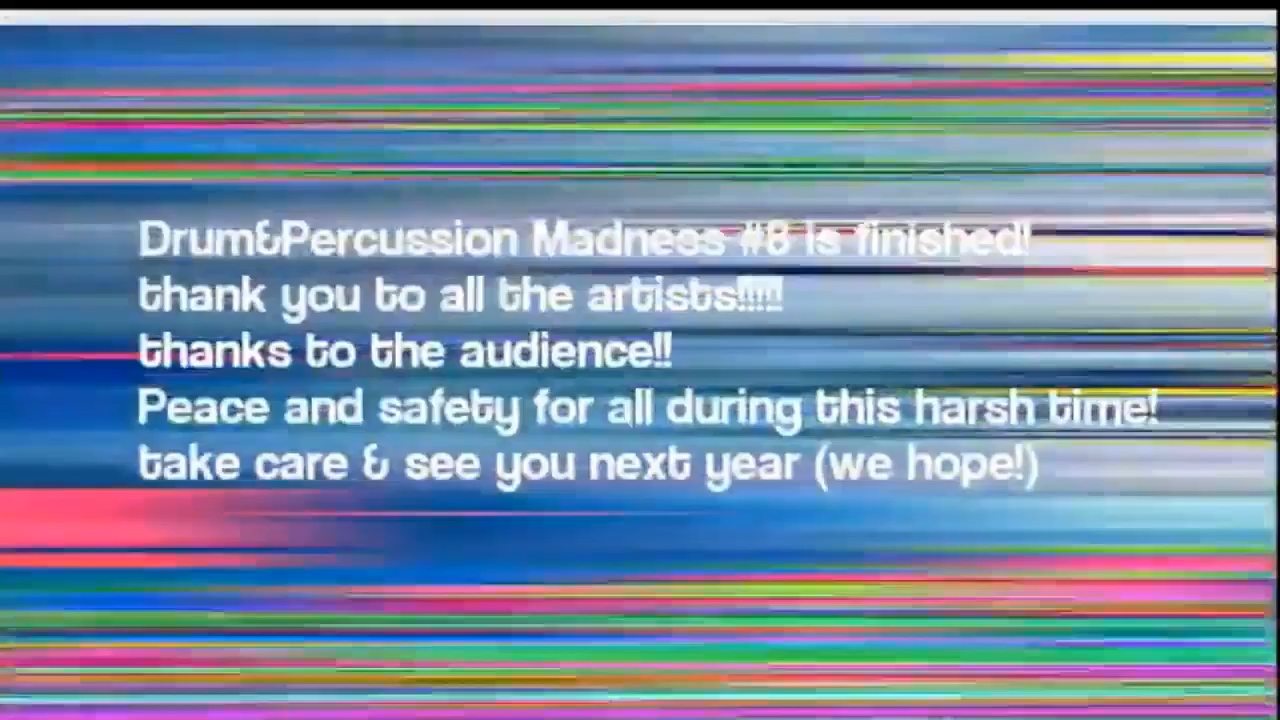 Drum&Percussion Madness #8 is finished!
thank you to all the artists!!!!!
thanks to the audience!!
Peace and safety for all during this harsh time!
take care & see you next year (we hope!)